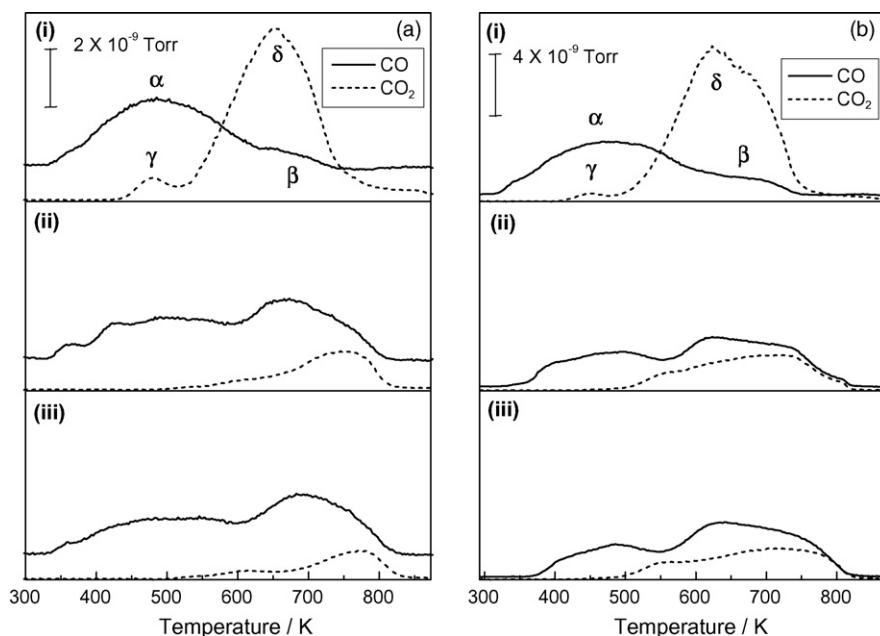 (i) (a)
2 X 10⁻⁹ Torr
CO
CO₂
α
δ
γ
β
(ii)
(iii)
300 400 500 600 700 800
Temperature / K
(i) (b)
4 X 10⁻⁹ Torr
CO
CO₂
α
δ
γ
β
(ii)
(iii)
300 400 500 600 700 800
Temperature / K